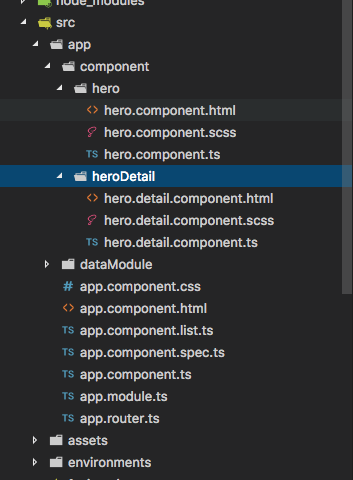 node_modules
src
app
component
hero
<> hero.component.html
hero.component.scss
TS hero.component.ts
heroDetail
<> hero.detail.component.html
hero.detail.component.scss
TS hero.detail.component.ts
dataModule
# app.component.css
<> app.component.html
TS app.component.list.ts
TS app.component.spec.ts
TS app.component.ts
TS app.module.ts
TS app.router.ts
assets
environments